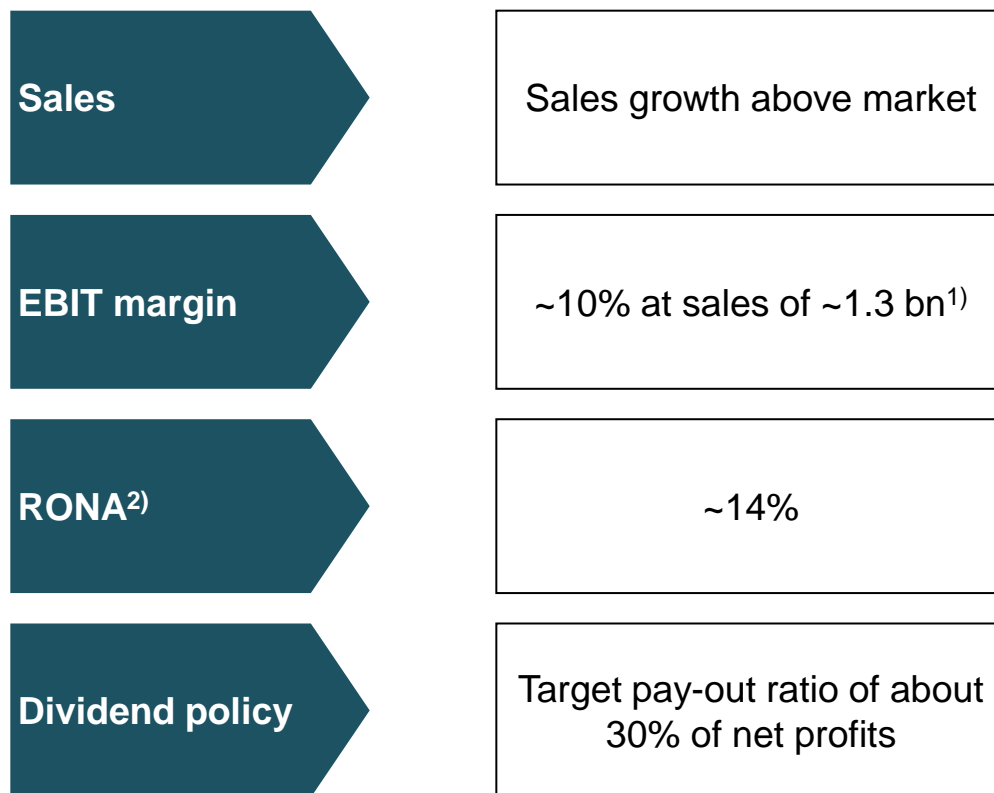 Sales
Sales growth above market
EBIT margin
~10% at sales of ~1.3 bn1)
RONA2)
~14%
Dividend policy
Target pay-out ratio of about
30% of net profits